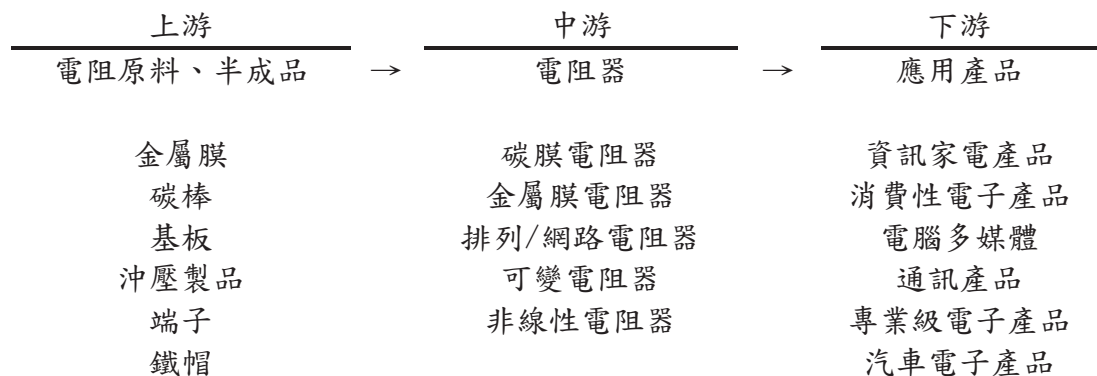 上游 中游 下游
電阻原料、半成品 → 電阻器 → 應用產品
金屬膜 碳膜電阻器 資訊家電產品
碳棒 金屬膜電阻器 消費性電子產品
基板 排列/網路電阻器 電腦多媒體
沖壓製品 可變電阻器 通訊產品
端子 非線性電阻器 專業級電子產品
鐵帽 汽車電子產品